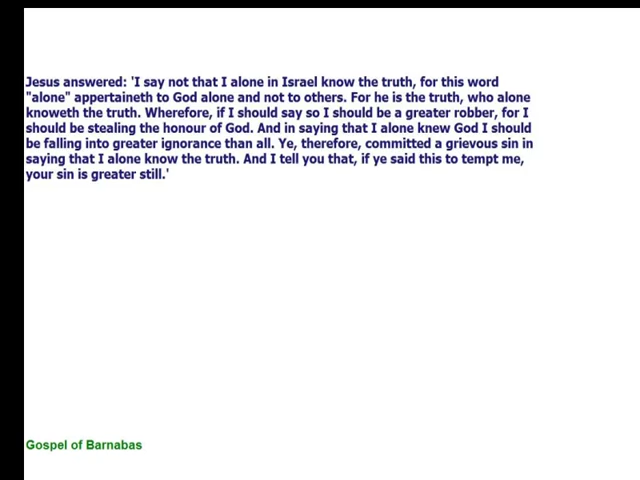 Jesus answered: 'I say not that I alone in Israel know the truth, for this word
"alone" appertaineth to God alone and not to others. For he is the truth, who alone
knoweth the truth. Wherefore, if I should say so I should be a greater robber, for I
should be stealing the honour of God. And in saying that I alone knew God I should
be falling into greater ignorance than all. Ye, therefore, committed a grievous sin in
saying that I alone know the truth. And I tell you that, if ye said this to tempt me,
your sin is greater still.'
Gospel of Barnabas